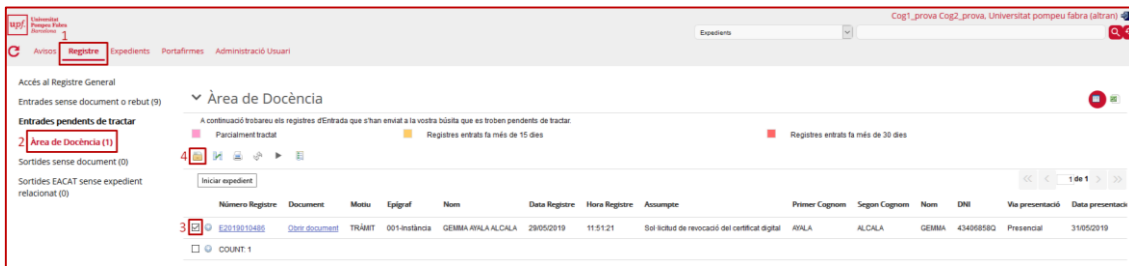 Cog1_prova Cog2_prova, Universitat pompeu fabra (altran)
upf. Universitat Pompeu Fabra Barcelona
Expedients
1
Avisos Registre Expedients Portafirmes Administració Usuari
Accés al Registre General
Entrades sense document o rebut (9)
Àrea de Docència
Entrades pendents de tractar
A continuació trobareu els registres d'Entrada que s'han enviat a la vostra bústia que es troben pendents de tractar.
Parcialment tractat Registres entrats fa més de 15 dies Registres entrats fa més de 30 dies
2 Àrea de Docència (1)
4
Sortides sense document (0)
Sortides EACAT sense expedient relacionat (0)
Iniciar expedient
1 de 1
Número Registre Document Motiu Epígraf Nom Data Registre Hora Registre Assumpte Primer Cognom Segon Cognom Nom DNI Via presentació Data presentació
3 E2019010486 Obrir document TRÀMIT 001-Instància GEMMA AYALA ALCALA 29/05/2019 11:51:21 Sol·licitud de revocació del certificat digital AYALA ALCALA GEMMA 43406858Q Presencial 31/05/2019
COUNT: 1